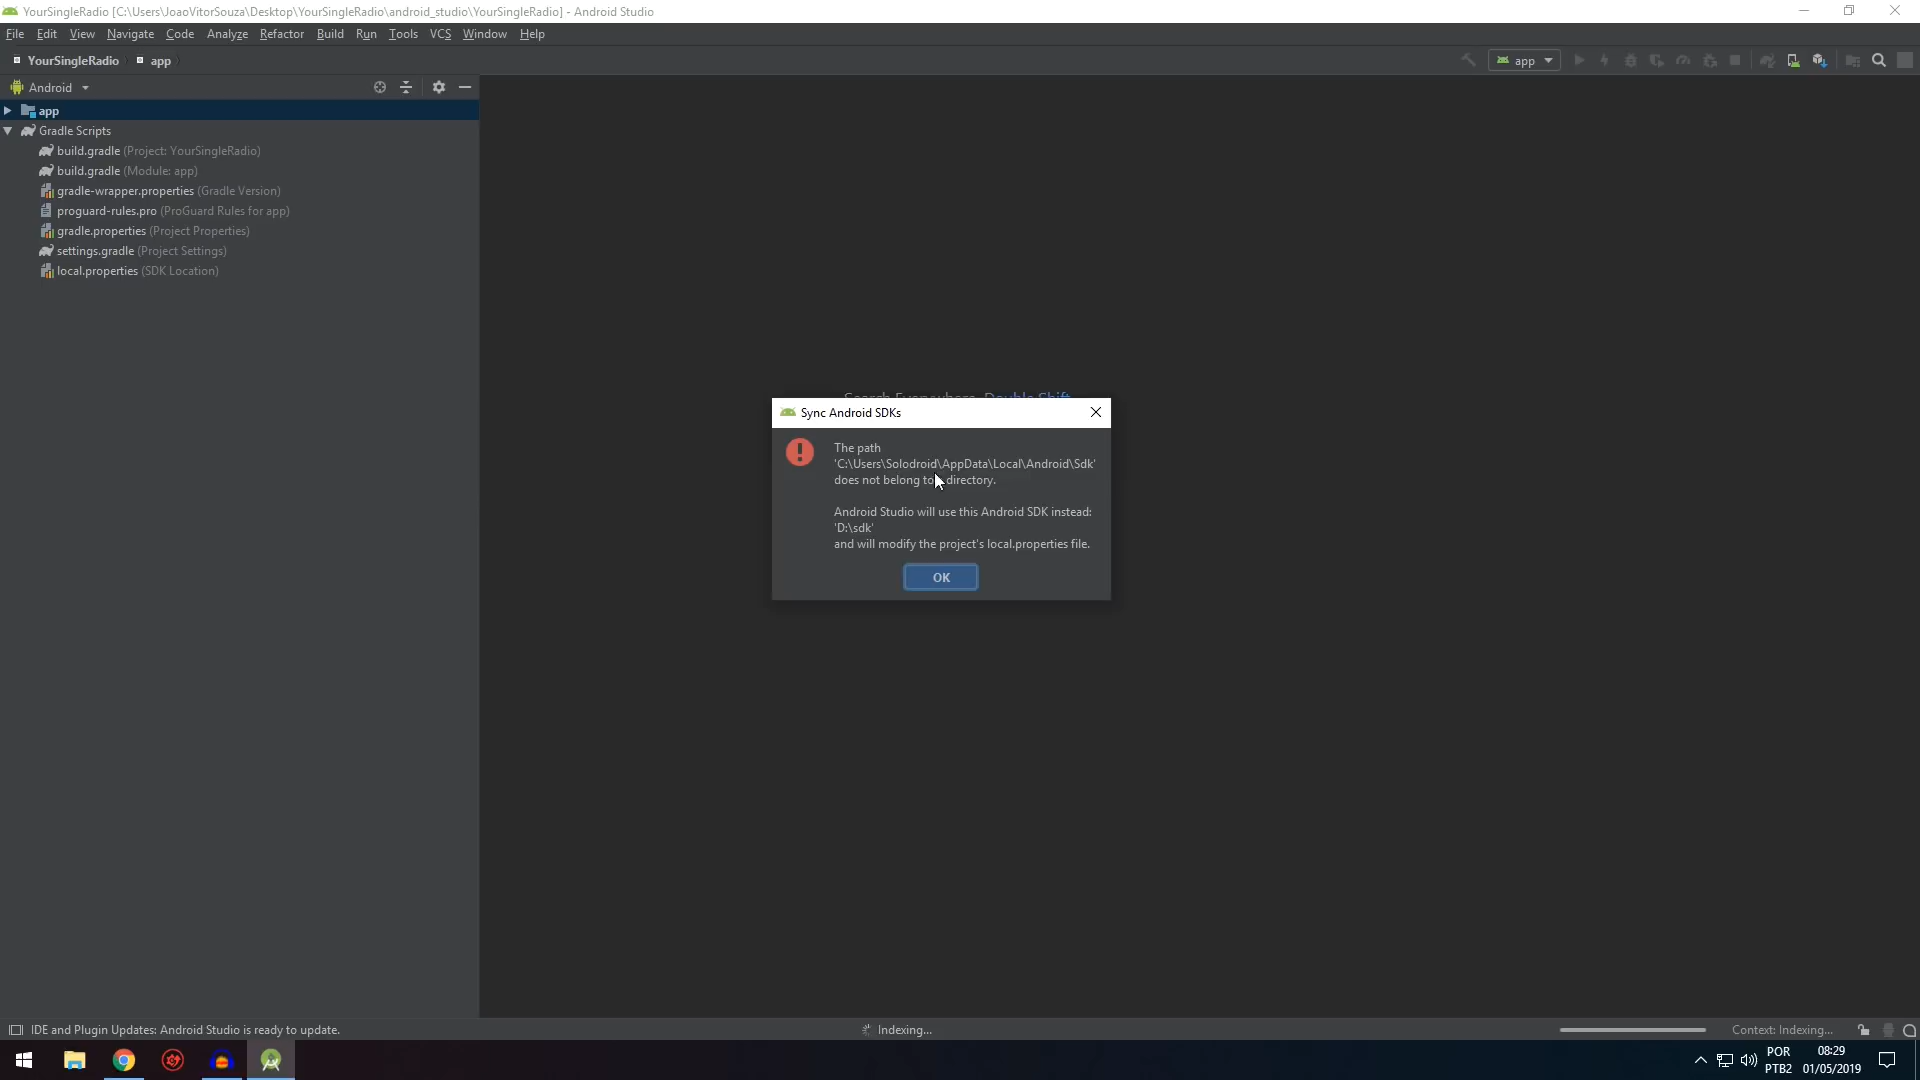 YourSingleRadio [C:\Users\JoaoVitorSouza\Desktop\YourSingleRadio\android_studio\YourSingleRadio] - Android Studio
File Edit View Navigate Code Analyze Refactor Build Run Tools VCS Window Help
YourSingleRadio app
app
Android
app
Gradle Scripts
build.gradle (Project: YourSingleRadio)
build.gradle (Module: app)
gradle-wrapper.properties (Gradle Version)
proguard-rules.pro (ProGuard Rules for app)
gradle.properties (Project Properties)
settings.gradle (Project Settings)
local.properties (SDK Location)
Search Everywhere Double Shift
Sync Android SDKs
The path
'C:\Users\Solodroid\AppData\Local\Android\Sdk'
does not belong to directory.
Android Studio will use this Android SDK instead:
'D:\sdk'
and will modify the project's local.properties file.
OK
IDE and Plugin Updates: Android Studio is ready to update.
Indexing...
Context: Indexing...
POR
PTB2
08:29
01/05/2019